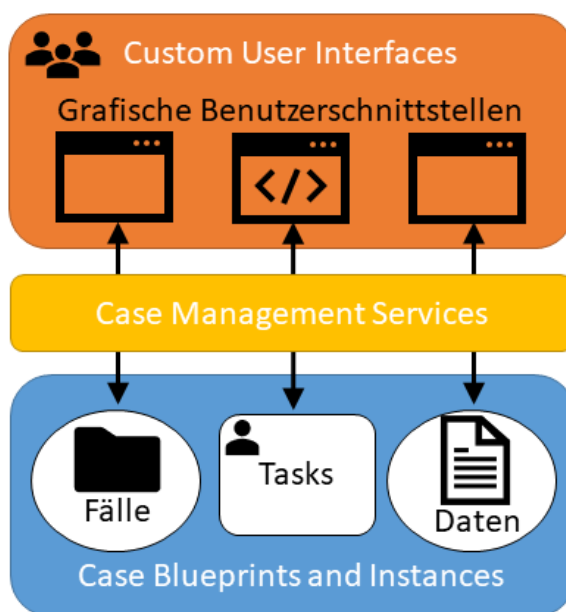 Custom User Interfaces
Grafische Benutzerschnittstellen
</>
Case Management Services
Fälle
Tasks
Daten
Case Blueprints and Instances